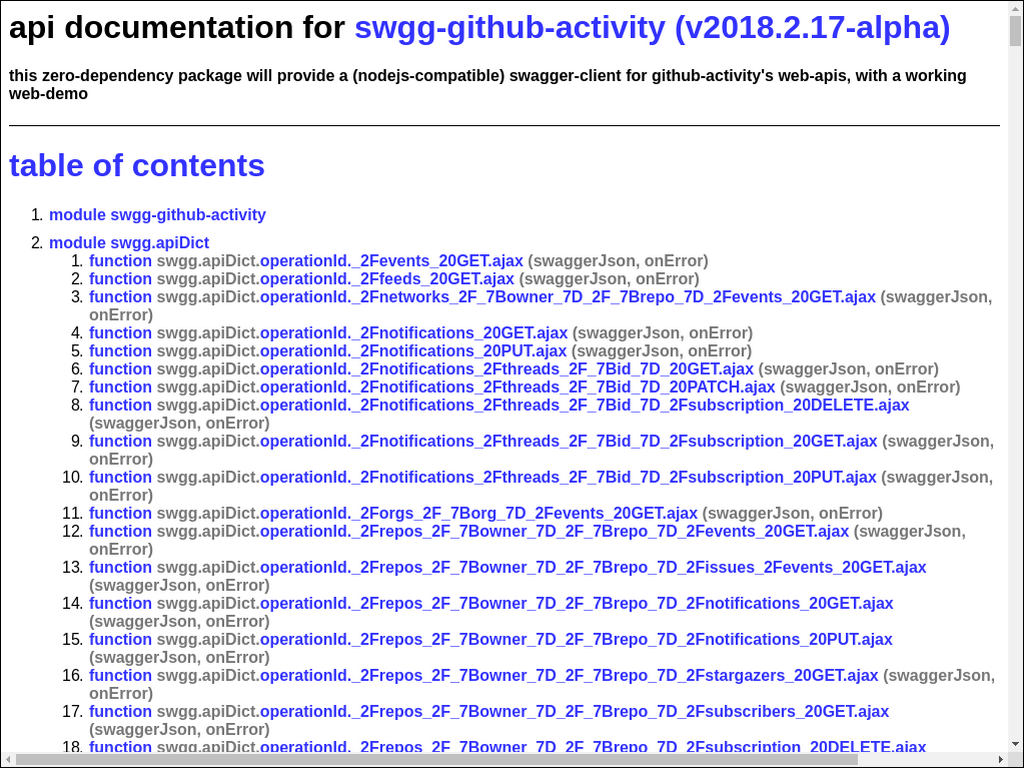 api documentation for swgg-github-activity (v2018.2.17-alpha)
this zero-dependency package will provide a (nodejs-compatible) swagger-client for github-activity's web-apis, with a working
web-demo
table of contents
1. module swgg-github-activity
2. module swgg.apiDict
1. function swgg.apiDict.operationId._2Fevents_20GET.ajax (swaggerJson, onError)
2. function swgg.apiDict.operationId._2Ffeeds_20GET.ajax (swaggerJson, onError)
3. function swgg.apiDict.operationId._2Fnetworks_2F_7Bowner_7D_2F_7Brepo_7D_2Fevents_20GET.ajax (swaggerJson,
onError)
4. function swgg.apiDict.operationId._2Fnotifications_20GET.ajax (swaggerJson, onError)
5. function swgg.apiDict.operationId._2Fnotifications_20PUT.ajax (swaggerJson, onError)
6. function swgg.apiDict.operationId._2Fnotifications_2Fthreads_2F_7Bid_7D_20GET.ajax (swaggerJson, onError)
7. function swgg.apiDict.operationId._2Fnotifications_2Fthreads_2F_7Bid_7D_20PATCH.ajax (swaggerJson, onError)
8. function swgg.apiDict.operationId._2Fnotifications_2Fthreads_2F_7Bid_7D_2Fsubscription_20DELETE.ajax
(swaggerJson, onError)
9. function swgg.apiDict.operationId._2Fnotifications_2Fthreads_2F_7Bid_7D_2Fsubscription_20GET.ajax (swaggerJson,
onError)
10. function swgg.apiDict.operationId._2Fnotifications_2Fthreads_2F_7Bid_7D_2Fsubscription_20PUT.ajax (swaggerJson,
onError)
11. function swgg.apiDict.operationId._2Forgs_2F_7Borg_7D_2Fevents_20GET.ajax (swaggerJson, onError)
12. function swgg.apiDict.operationId._2Frepos_2F_7Bowner_7D_2F_7Brepo_7D_2Fevents_20GET.ajax (swaggerJson,
onError)
13. function swgg.apiDict.operationId._2Frepos_2F_7Bowner_7D_2F_7Brepo_7D_2Fissues_2Fevents_20GET.ajax
(swaggerJson, onError)
14. function swgg.apiDict.operationId._2Frepos_2F_7Bowner_7D_2F_7Brepo_7D_2Fnotifications_20GET.ajax
(swaggerJson, onError)
15. function swgg.apiDict.operationId._2Frepos_2F_7Bowner_7D_2F_7Brepo_7D_2Fnotifications_20PUT.ajax
(swaggerJson, onError)
16. function swgg.apiDict.operationId._2Frepos_2F_7Bowner_7D_2F_7Brepo_7D_2Fstargazers_20GET.ajax (swaggerJson,
onError)
17. function swgg.apiDict.operationId._2Frepos_2F_7Bowner_7D_2F_7Brepo_7D_2Fsubscribers_20GET.ajax
(swaggerJson, onError)
18. function swgg.apiDict.operationId._2Frepos_2F_7Bowner_7D_2F_7Brepo_7D_2Fsubscription_20DELETE.ajax